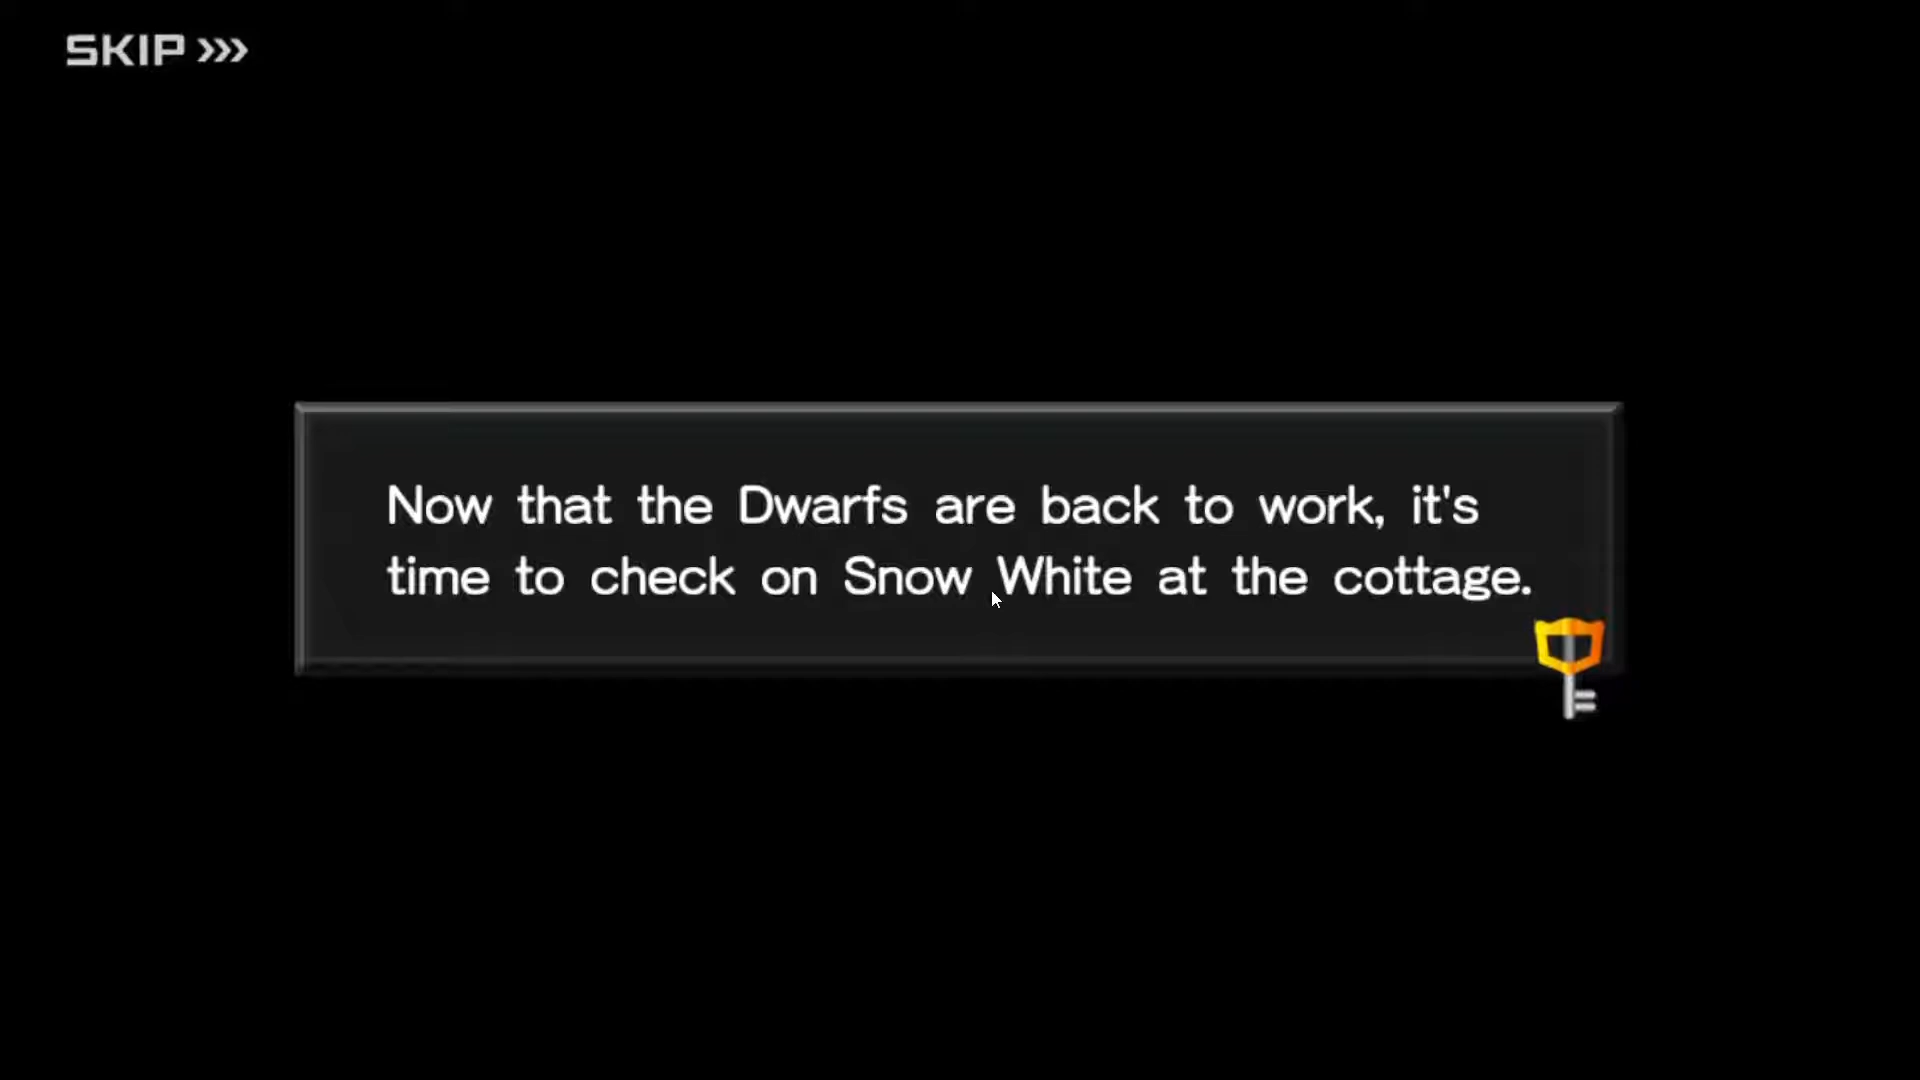 SKIP >>>
Now that the Dwarfs are back to work, it's
time to check on Snow White at the cottage.